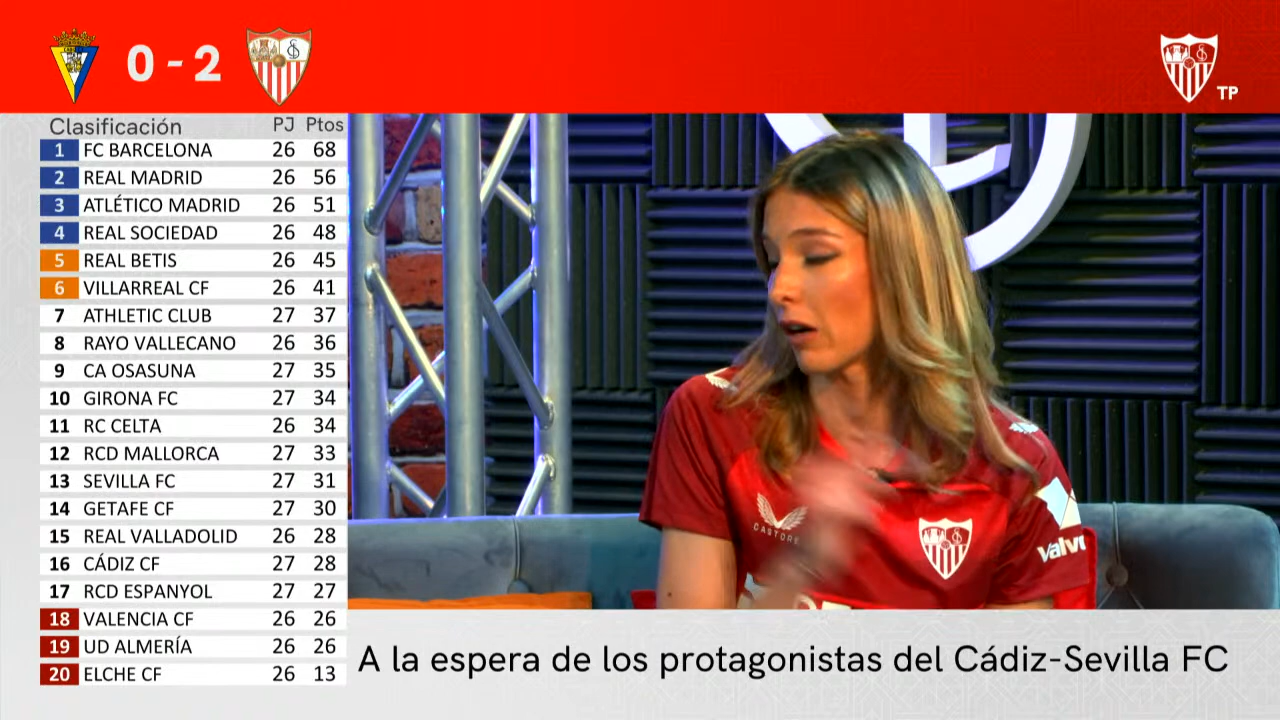 0 - 2
TP
Clasificación PJ Ptos
1 FC BARCELONA 26 68
2 REAL MADRID 26 56
3 ATLÉTICO MADRID 26 51
4 REAL SOCIEDAD 26 48
5 REAL BETIS 26 45
6 VILLARREAL CF 26 41
7 ATHLETIC CLUB 27 37
8 RAYO VALLECANO 26 36
9 CA OSASUNA 27 35
10 GIRONA FC 27 34
11 RC CELTA 26 34
12 RCD MALLORCA 27 33
13 SEVILLA FC 27 31
14 GETAFE CF 27 30
15 REAL VALLADOLID 26 28
16 CÁDIZ CF 27 28
17 RCD ESPANYOL 27 27
18 VALENCIA CF 26 26
19 UD ALMERÍA 26 26
20 ELCHE CF 26 13
CASTORE
Valvo
A la espera de los protagonistas del Cádiz-Sevilla FC